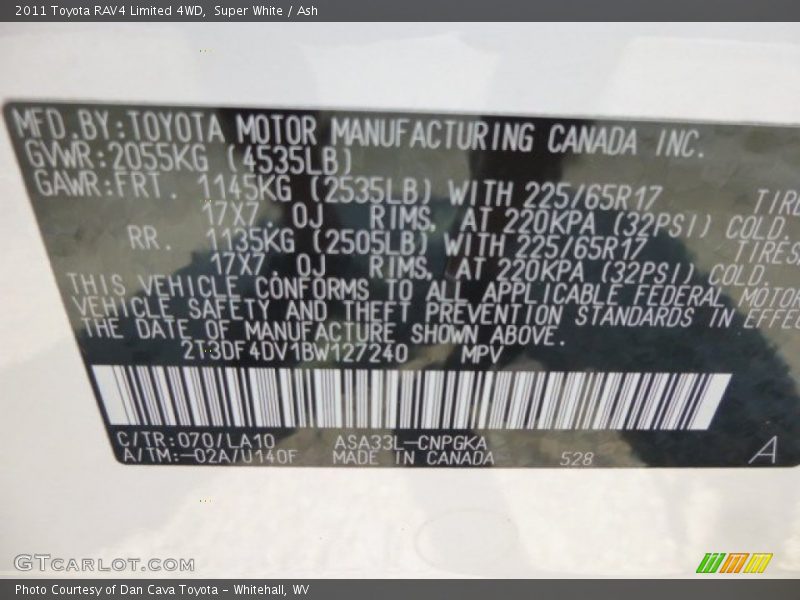 2011 Toyota RAV4 Limited 4WD, Super White / Ash
MFD.BY:TOYOTA MOTOR MANUFACTURING CANADA INC.
GVWR:2055KG (4535LB)
GAWR:FRT. 1145KG (2535LB) WITH 225/65R17
17X7.0J RIMS, AT 220KPA (32PSI) COLD.
RR. 1135KG (2505LB) WITH 225/65R17 TIRES,
17X7.0J RIMS, AT 220KPA (32PSI) COLD.
THIS VEHICLE CONFORMS TO ALL APPLICABLE FEDERAL MOTOR
VEHICLE SAFETY AND THEFT PREVENTION STANDARDS IN
THE DATE OF MANUFACTURE SHOWN ABOVE.
2T3DF4DV1BW127240 MPV
C/TR:070/LA10 ASA33L-CNPGKA
A/TM:-02A/U140F MADE IN CANADA 528 A
GTCARLOT.COM
Photo Courtesy of Dan Cava Toyota - Whitehall, WV